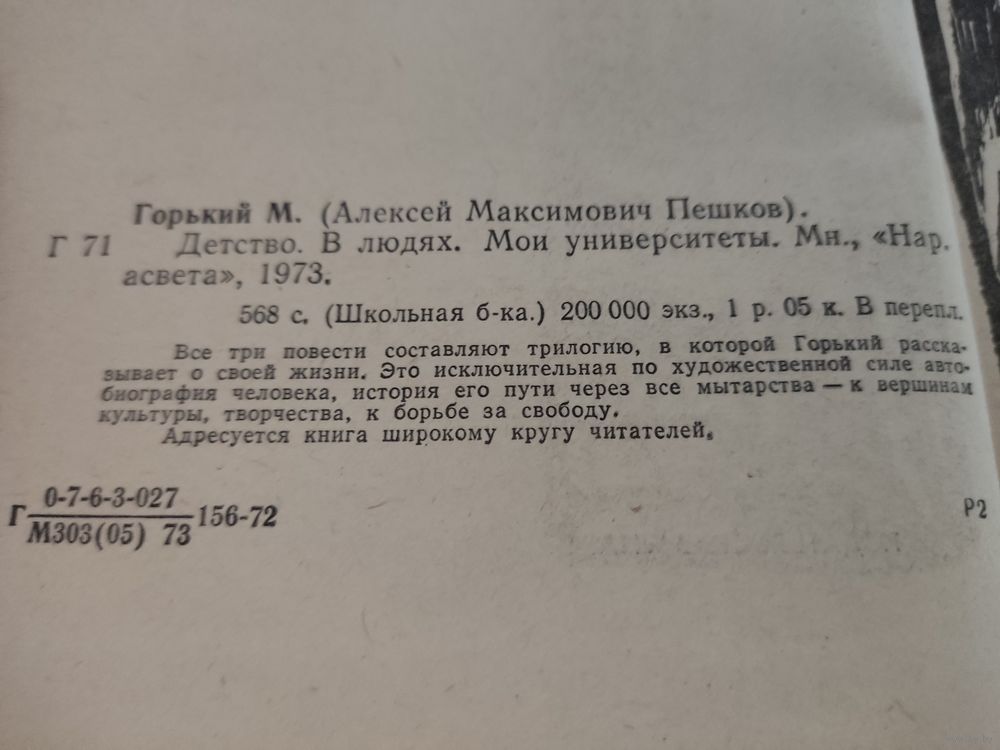 Горький М. (Алексей Максимович Пешков).
Г 71 Детство. В людях. Мои университеты. Мн., «Нар.
асвета», 1973.
568 с. (Школьная б-ка.) 200 000 экз., 1 р. 05 к. В перепл.
Все три повести составляют трилогию, в которой Горький расска-
зывает о своей жизни. Это исключительная по художественной силе авто-
биография человека, история его пути через все мытарства — к вершинам
культуры, творчества, к борьбе за свободу.
Адресуется книга широкому кругу читателей.
0-7-6-3-027
Г 156-72
М303(05) 73
Р2